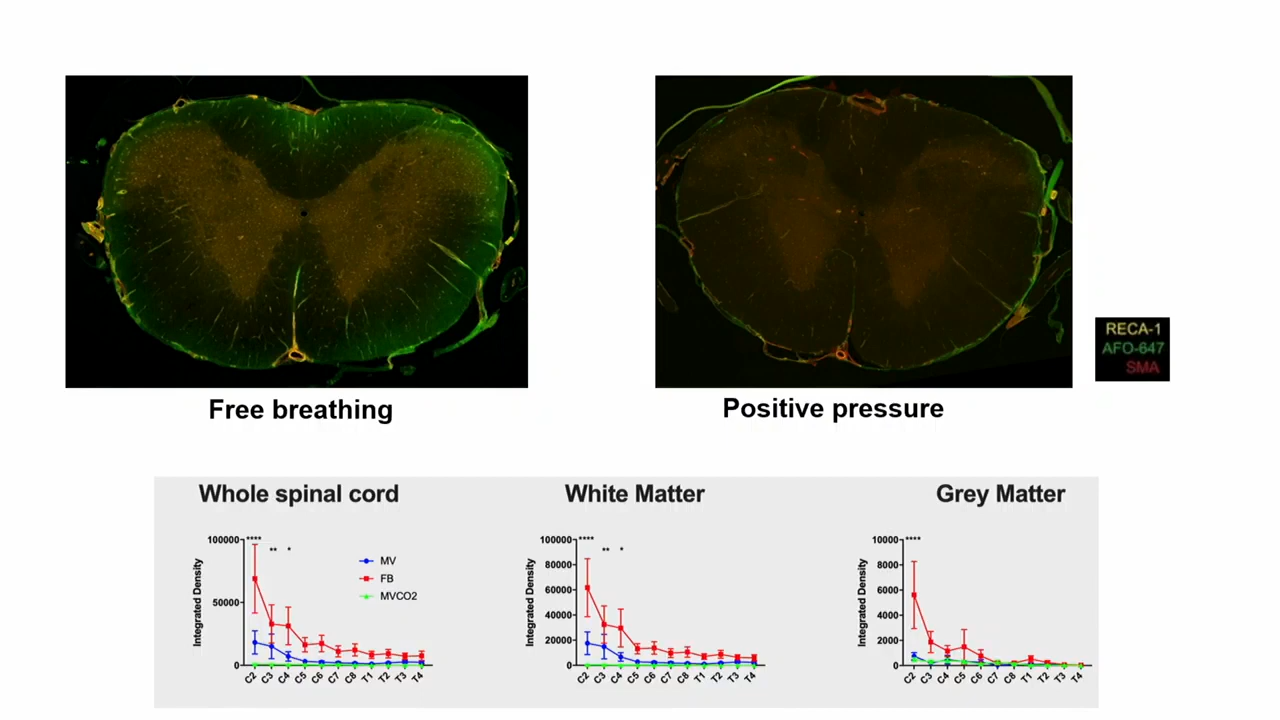 RECA-1
AFO-647
SMA
Free breathing
Positive pressure
Whole spinal cord
White Matter
Grey Matter
Integrated Density
100000
50000
0
****
**
*
MV
FB
MVCO2
C2 C3 C4 C5 C6 C7 C8 T1 T2 T3 T4
Integrated Density
100000
80000
60000
40000
20000
0
****
**
*
C2 C3 C4 C5 C6 C7 C8 T1 T2 T3 T4
Integrated Density
10000
8000
6000
4000
2000
0
****
C2 C3 C4 C5 C6 C7 C8 T1 T2 T3 T4